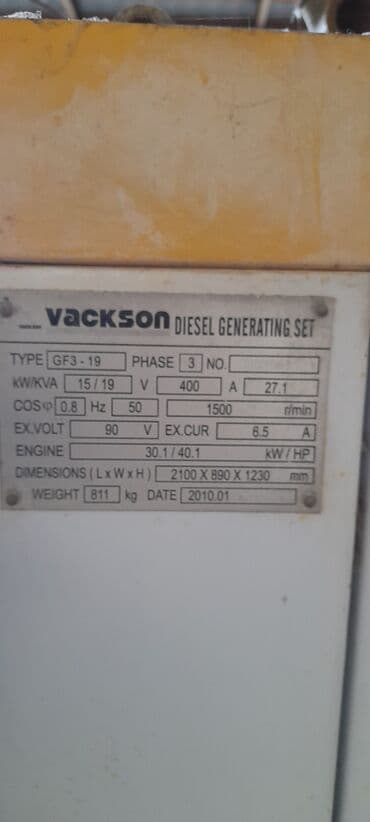 VACKSON DIESEL GENERATING SET
TYPE GF3-19 PHASE 3 NO.
kW/KVA 15/19 V 400 A 27.1
COSφ 0.8 Hz 50 1500 r/min
EX.VOLT 90 V EX.CUR 6.5 A
ENGINE 30.1/40.1 kW/HP
DIMENSIONS (LxWxH) 2100 X 890 X 1230 mm
WEIGHT 811 kg DATE 2010.01